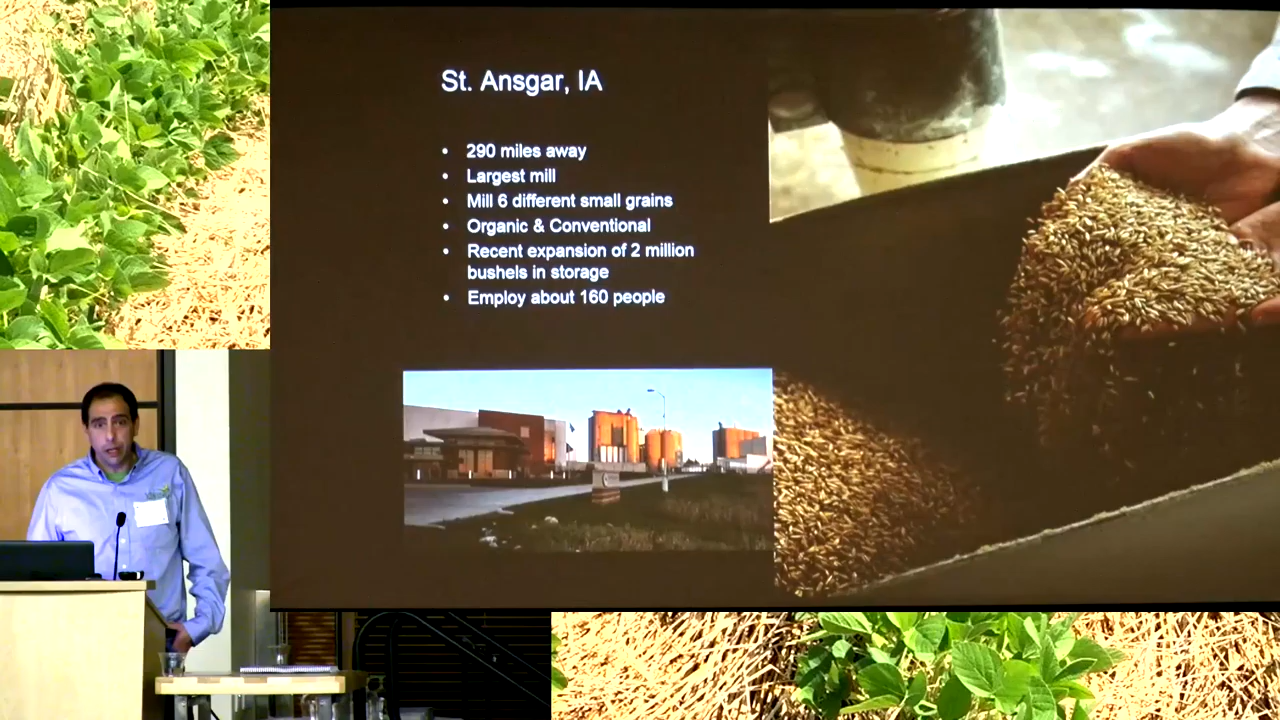 St. Ansgar, IA
• 290 miles away
• Largest mill
• Mill 6 different small grains
• Organic & Conventional
• Recent expansion of 2 million
bushels in storage
• Employ about 160 people